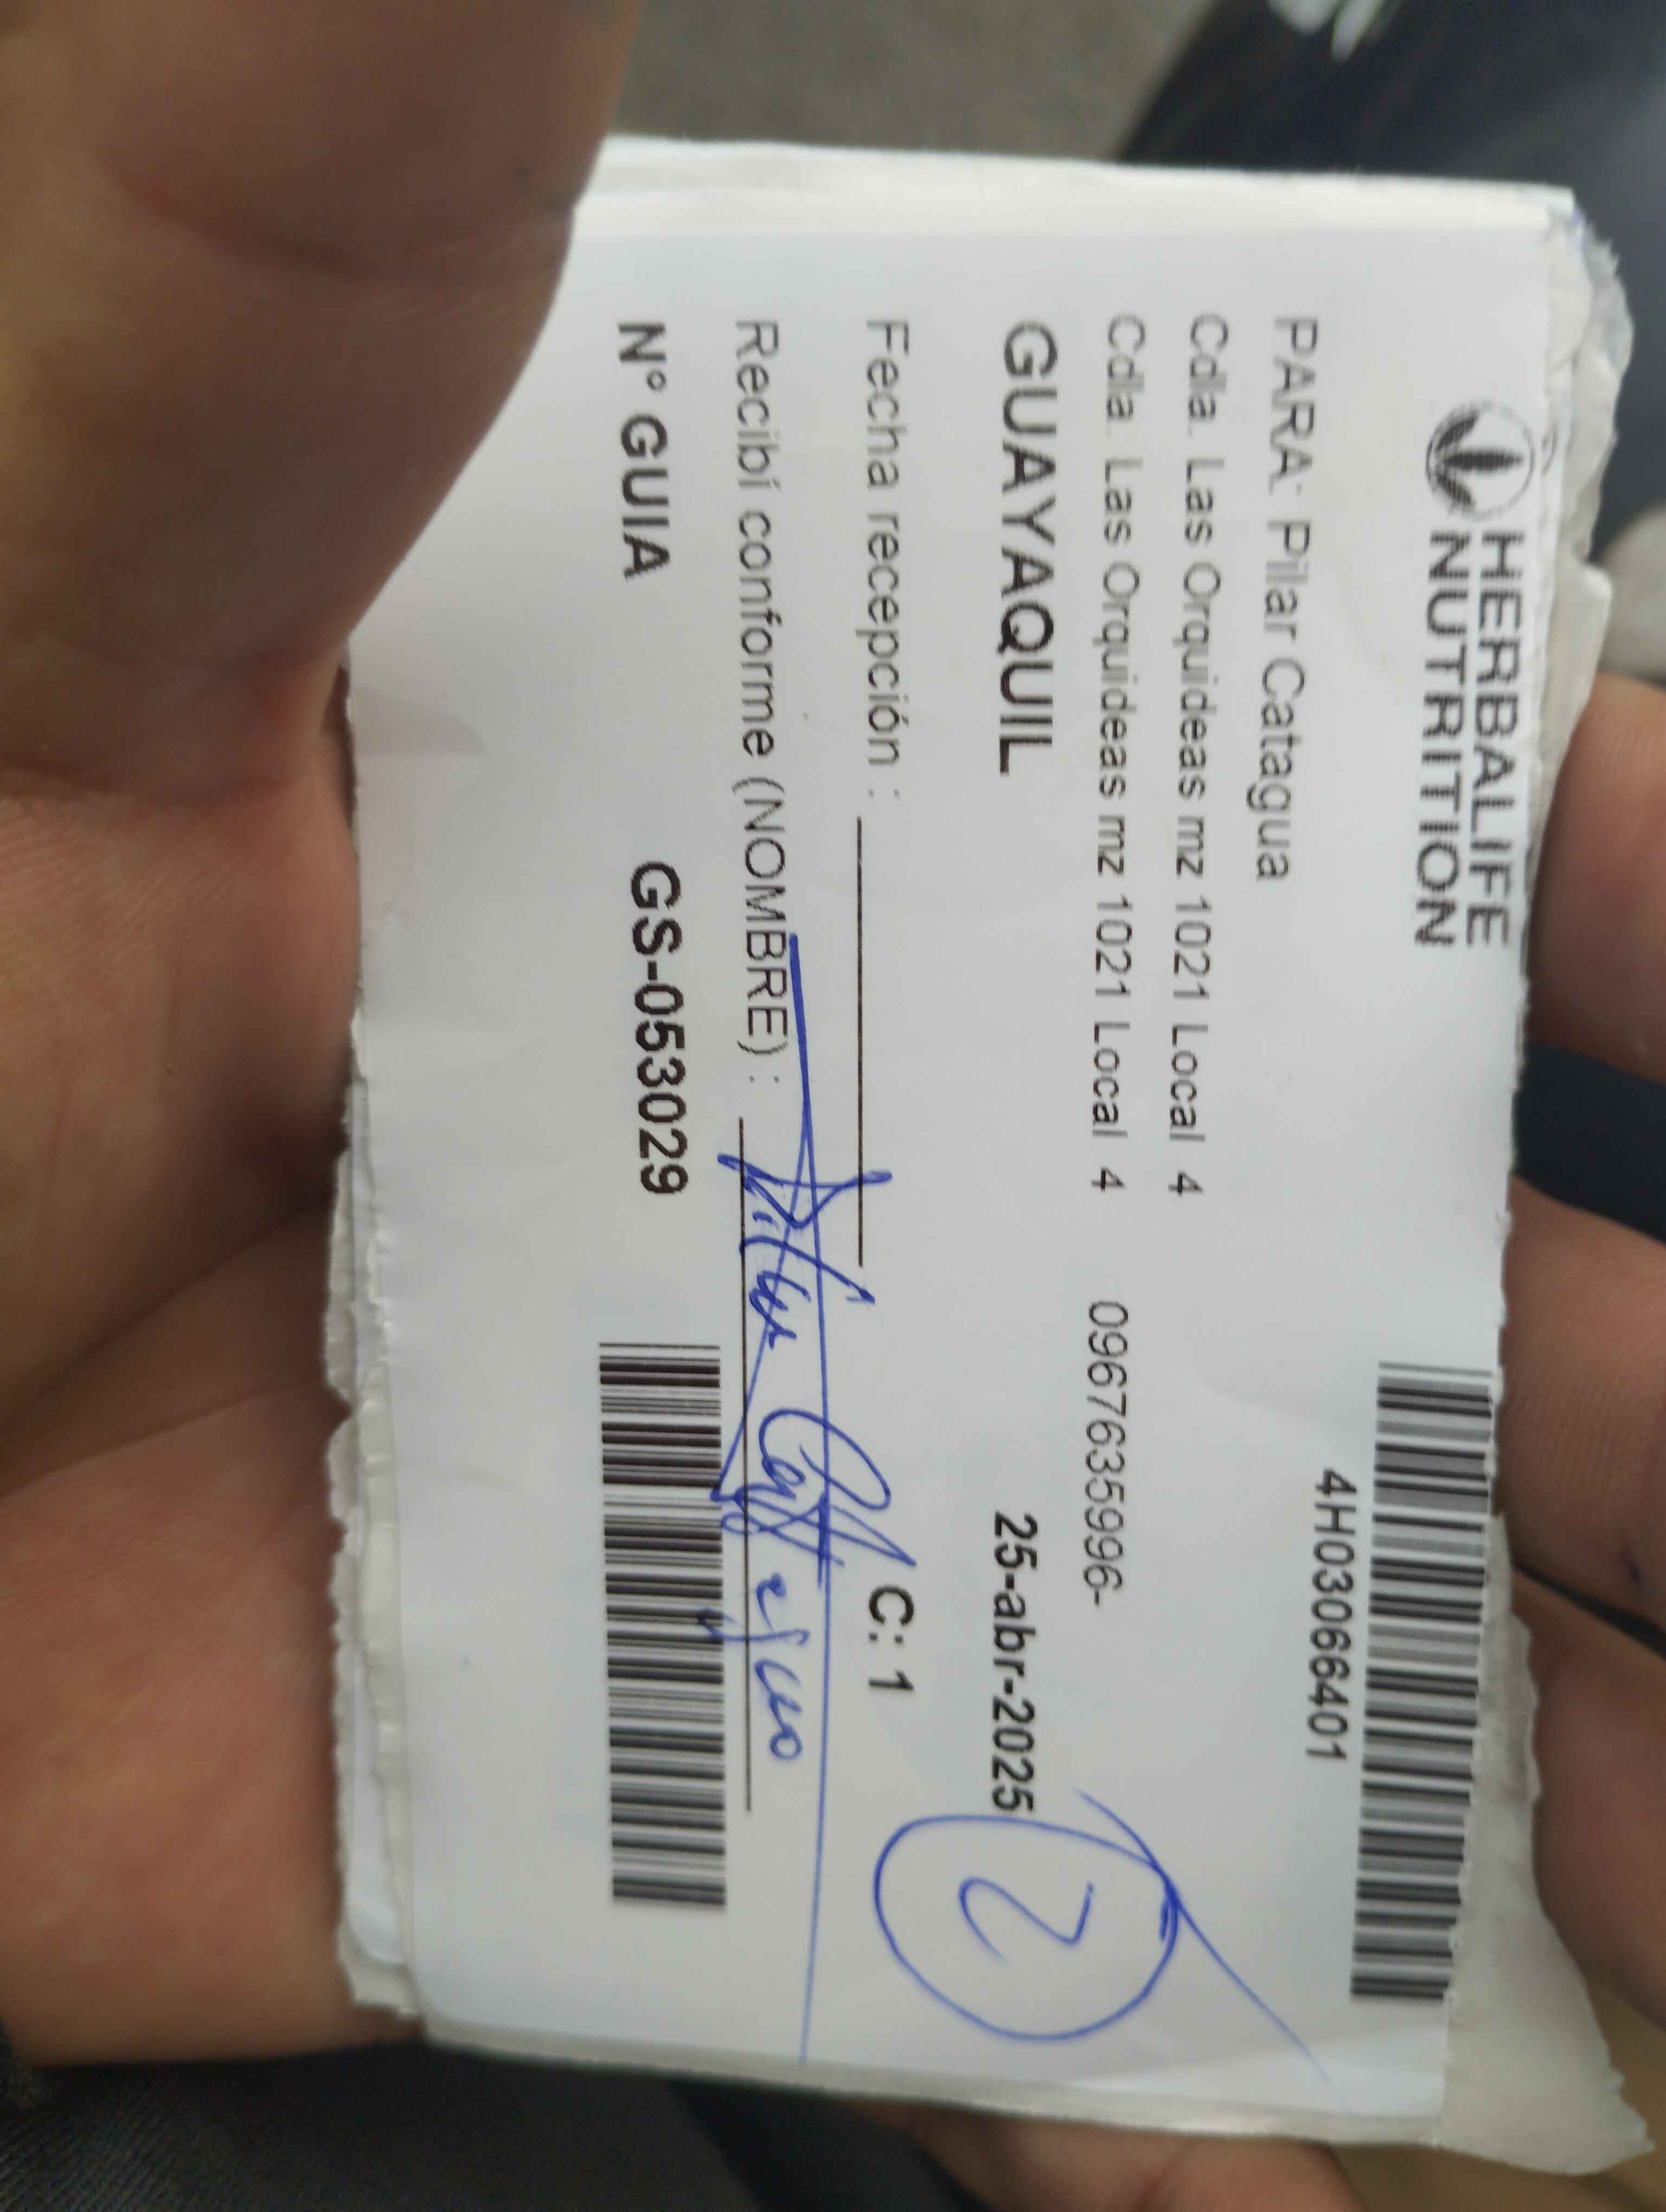 HERBALIFE
NUTRITION
4H03066401
PARA: Pilar Catagua
Cdla. Las Orquideas mz 1021 Local 4
Cdla. Las Orquideas mz 1021 Local 4 0967635996-
GUAYAQUIL 25-abr-2025
2
Fecha recepción : C: 1
Recibí conforme (NOMBRE) :
N° GUIA GS-053029